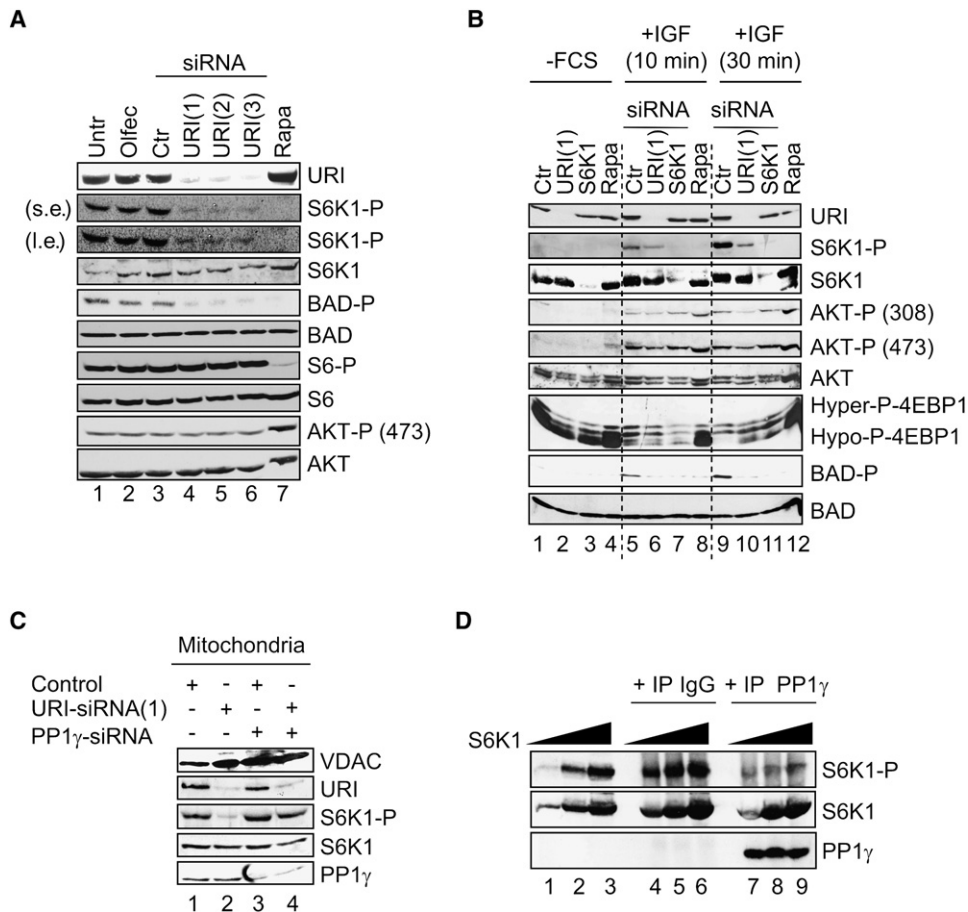 A
siRNA
Untr Olfec Ctr URI(1) URI(2) URI(3) Rapa
URI
(s.e.) S6K1-P
(l.e.) S6K1-P
S6K1
BAD-P
BAD
S6-P
S6
AKT-P (473)
AKT
1 2 3 4 5 6 7
B
+IGF +IGF
-FCS (10 min) (30 min)
siRNA siRNA
Ctr URI(1) S6K1 Rapa Ctr URI(1) S6K1 Rapa Ctr URI(1) S6K1 Rapa
URI
S6K1-P
S6K1
AKT-P (308)
AKT-P (473)
AKT
Hyper-P-4EBP1
Hypo-P-4EBP1
BAD-P
BAD
1 2 3 4 5 6 7 8 9 10 11 12
C
Mitochondria
Control + - + -
URI-siRNA(1) - + - +
PP1γ-siRNA - - + +
VDAC
URI
S6K1-P
S6K1
PP1γ
1 2 3 4
D
+ IP IgG + IP PP1γ
S6K1
S6K1-P
S6K1
PP1γ
1 2 3 4 5 6 7 8 9